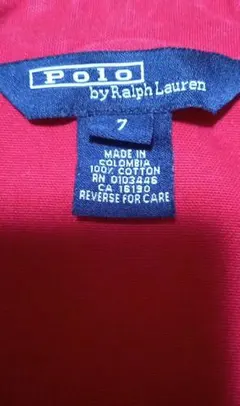 Polo
by Ralph Lauren
7
MADE IN
COLOMBIA
100% COTTON
RN 0103446
CA 16190
REVERSE FOR CARE